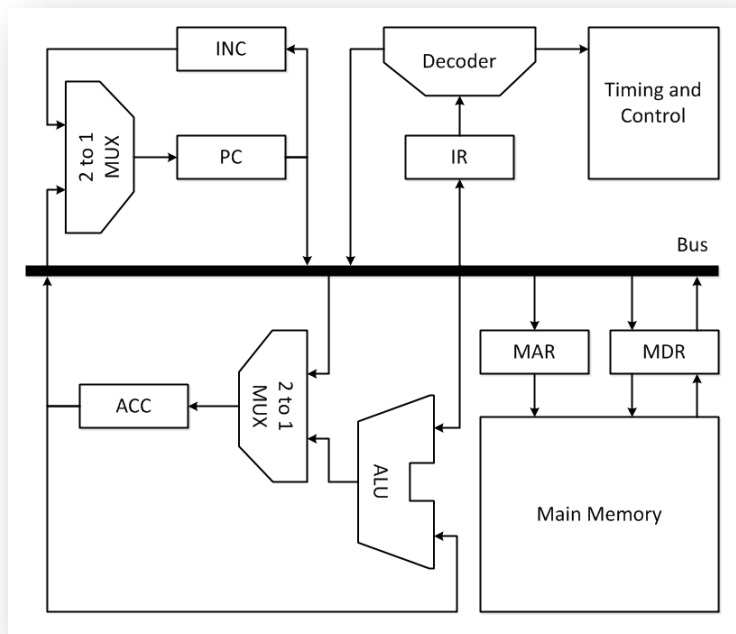 INC
Decoder
Timing and
Control
2 to 1
MUX
PC
IR
Bus
MAR
MDR
2 to 1
MUX
ACC
ALU
Main Memory